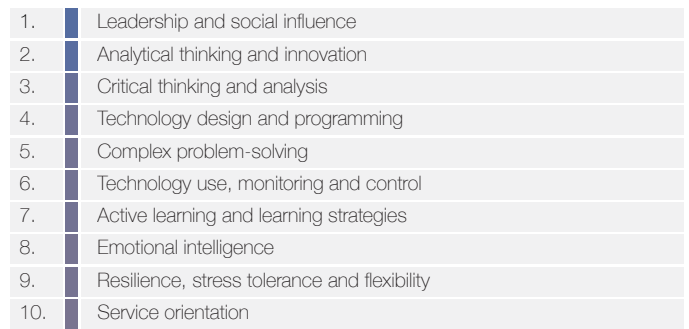 1. Leadership and social influence
2. Analytical thinking and innovation
3. Critical thinking and analysis
4. Technology design and programming
5. Complex problem-solving
6. Technology use, monitoring and control
7. Active learning and learning strategies
8. Emotional intelligence
9. Resilience, stress tolerance and flexibility
10. Service orientation